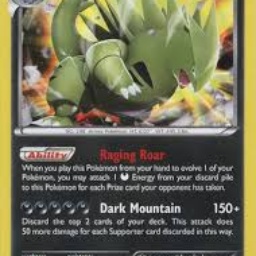 Ability Raging Roar
When you play this Pokémon from your hand to evolve 1 of your
Pokémon, you may attach 1 Energy from your discard pile
to this Pokémon for each Prize card your opponent has taken.
Dark Mountain 150+
Discard the top 2 cards of your deck. This attack does
50 more damage for each Supporter card discarded in this way.